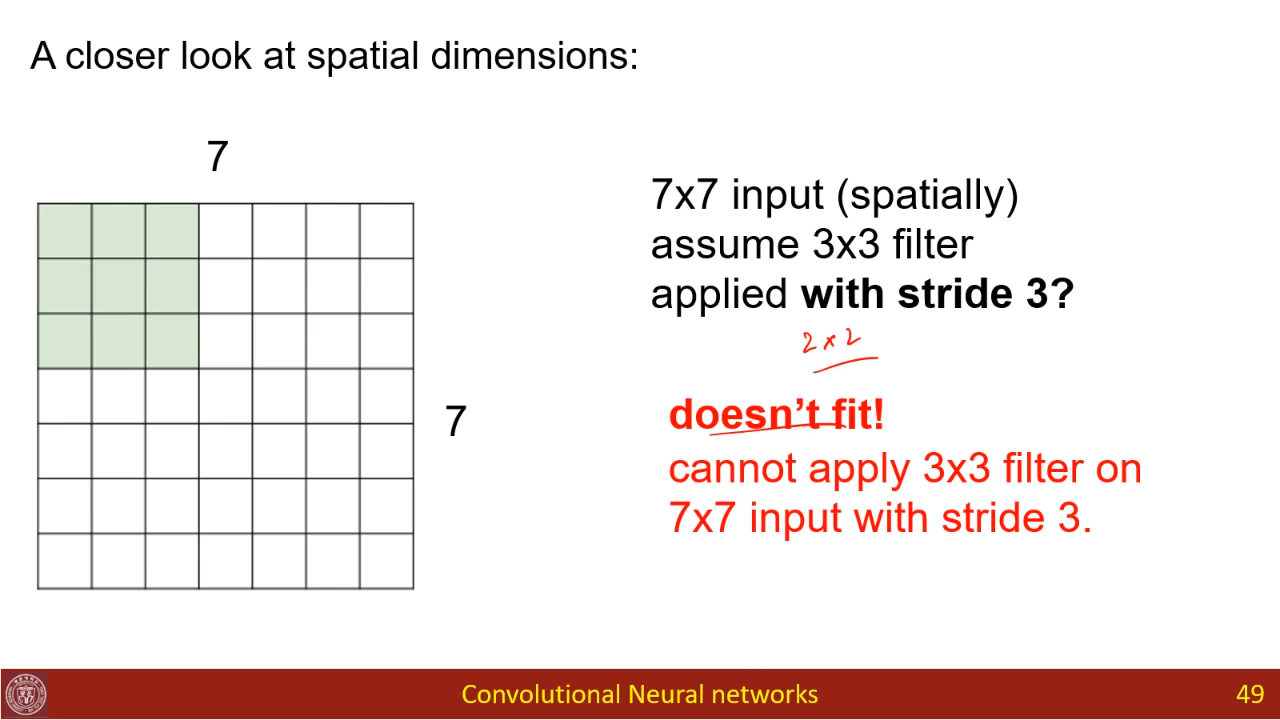 A closer look at spatial dimensions:
7
7x7 input (spatially)
assume 3x3 filter
applied with stride 3?
2x2
doesn't fit!
7
cannot apply 3x3 filter on
7x7 input with stride 3.
Convolutional Neural networks
49